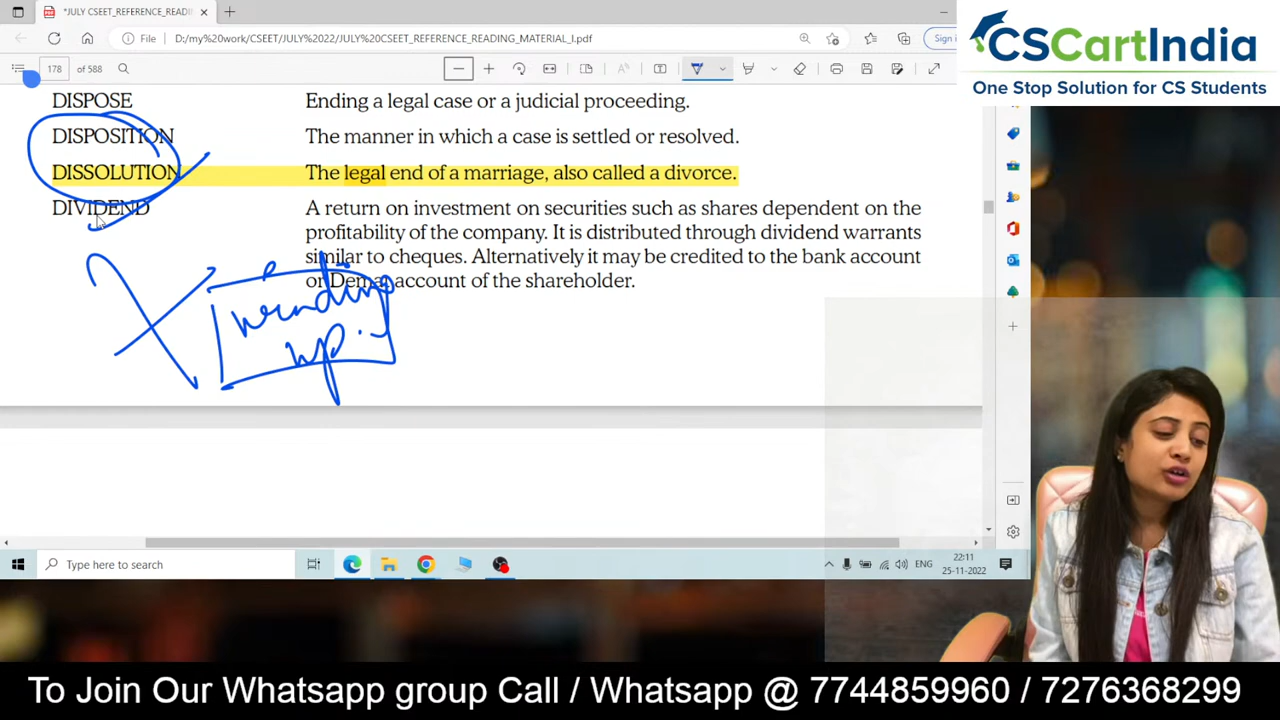 *JULY CSEET_REFERENCE_READI
File
D:/my%20work/CSEET/JULY%202022/JULY%20CSEET_REFERENCE_READING_MATERIAL_I.pdf
Sign i
178 of 588
CSCartIndia
One Stop Solution for CS Students
DISPOSE Ending a legal case or a judicial proceeding.
DISPOSITION The manner in which a case is settled or resolved.
DISSOLUTION The legal end of a marriage, also called a divorce.
DIVIDEND A return on investment on securities such as shares dependent on the
profitability of the company. It is distributed through dividend warrants
similar to cheques. Alternatively it may be credited to the bank account
or Demat account of the shareholder.
winding
up
Type here to search
ENG
22:11
25-11-2022
To Join Our Whatsapp group Call / Whatsapp @ 7744859960 / 7276368299